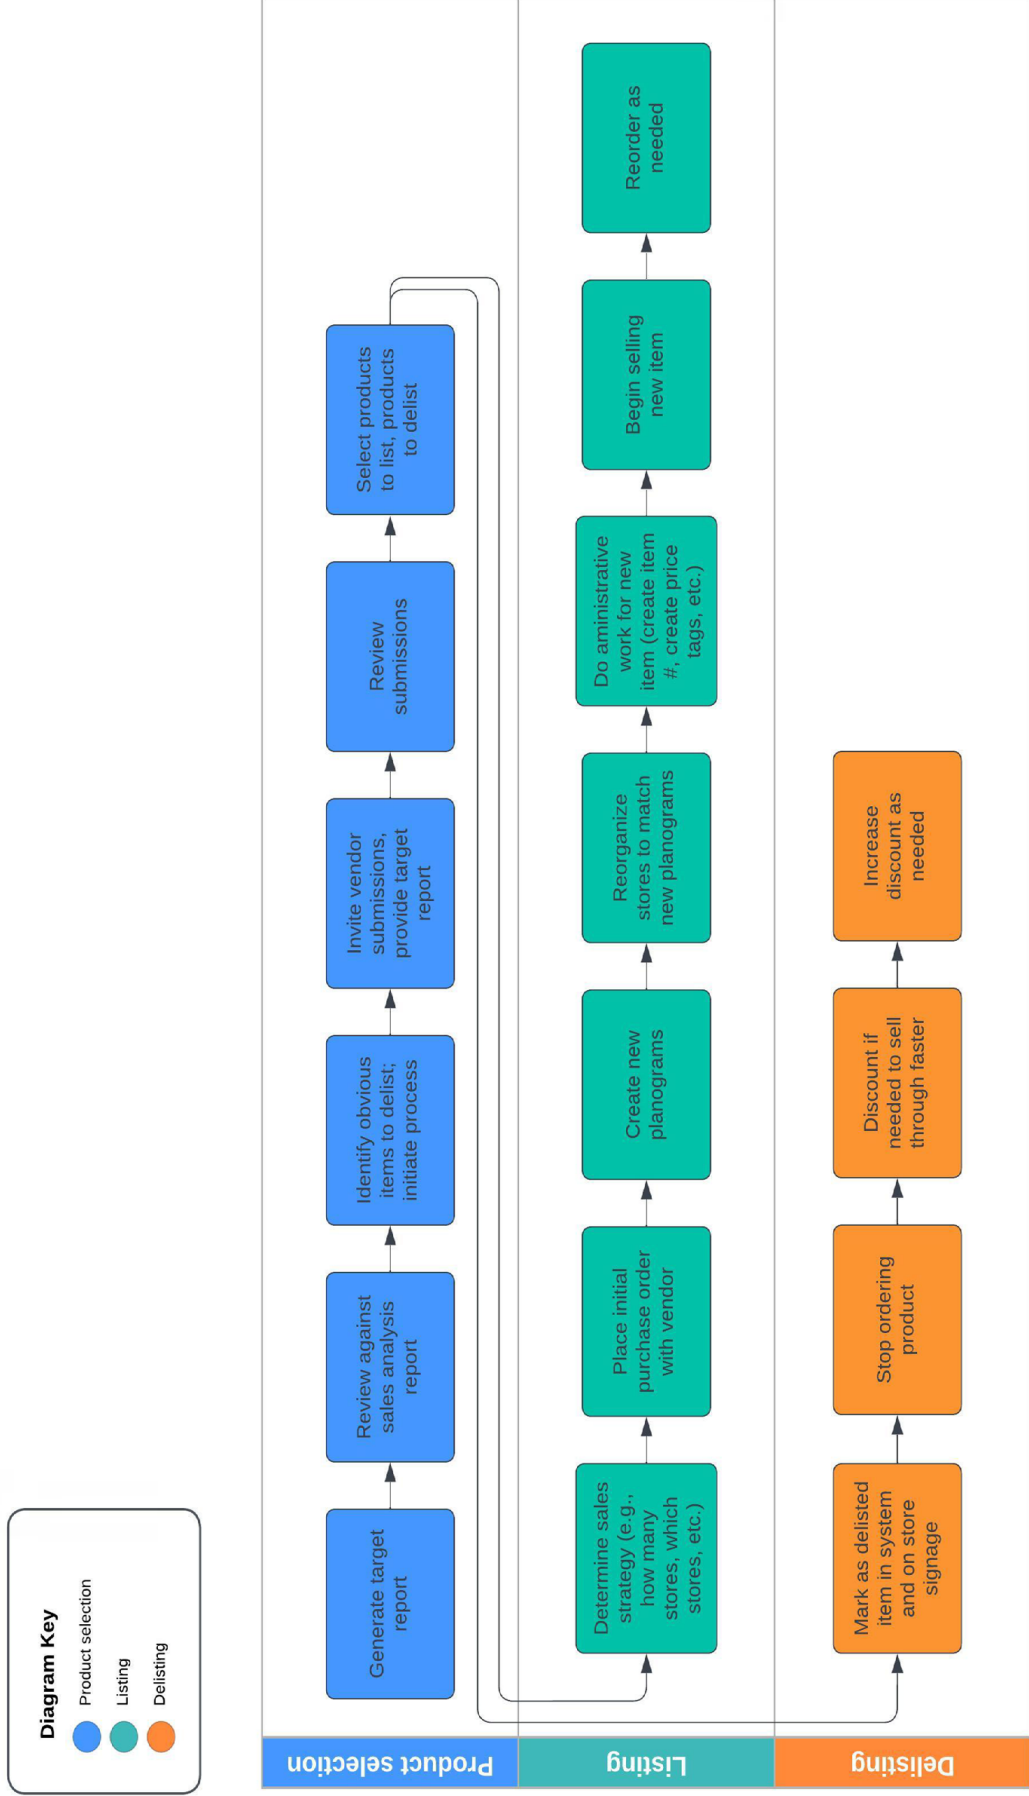 Diagram Key
Product selection
Listing
Delisting
Product selection
Generate target
report
Review against
sales analysis
report
Identify obvious
items to delist;
initiate process
Invite vendor
submissions,
provide target
report
Review
submissions
Select products
to list, products
to delist
Listing
Determine sales
strategy (e.g.,
how many
stores, which
stores, etc.)
Place initial
purchase order
with vendor
Create new
planograms
Reorganize
stores to match
new planograms
Do aministrative
work for new
item (create item
#, create price
tags, etc.)
Begin selling
new item
Reorder as
needed
Delisting
Mark as delisted
item in system
and on store
signage
Stop ordering
product
Discount if
needed to sell
through faster
Increase
discount as
needed